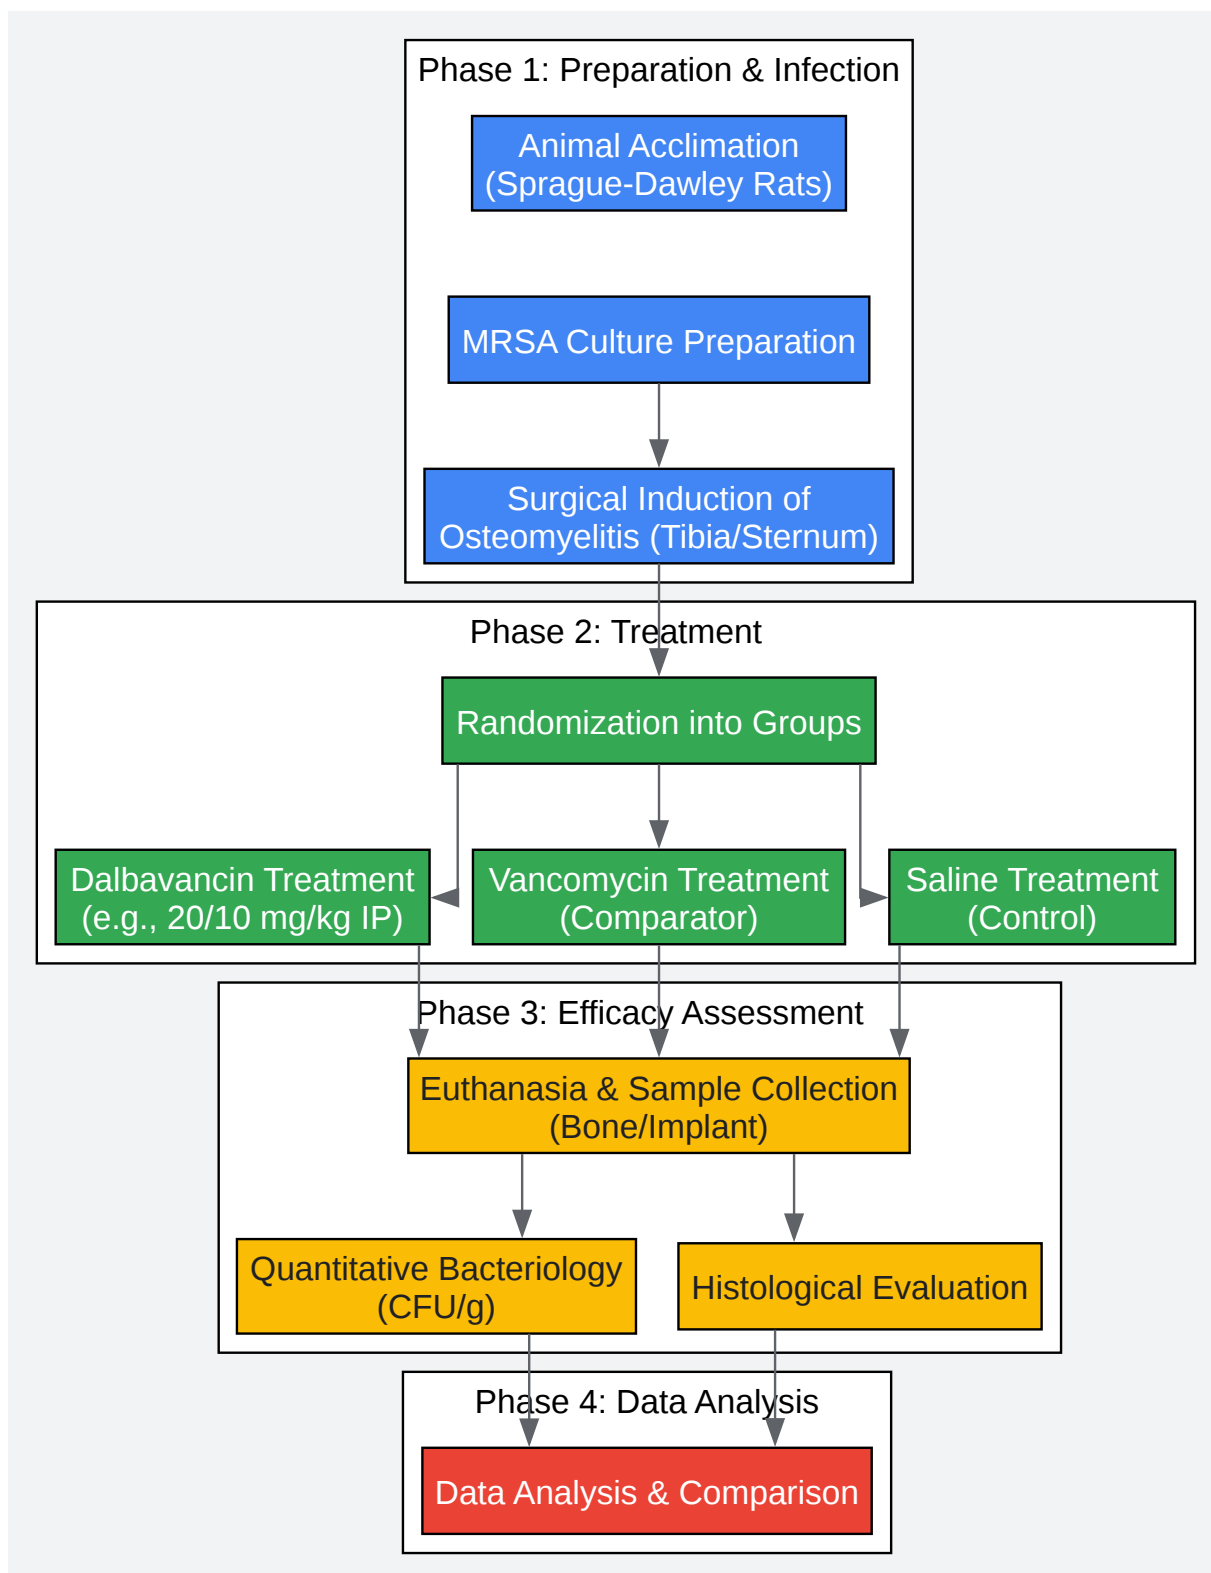 Phase 1: Preparation & Infection
Animal Acclimation
(Sprague-Dawley Rats)
MRSA Culture Preparation
Surgical Induction of
Osteomyelitis (Tibia/Sternum)
Phase 2: Treatment
Randomization into Groups
Dalbavancin Treatment
(e.g., 20/10 mg/kg IP)
Vancomycin Treatment
(Comparator)
Saline Treatment
(Control)
Phase 3: Efficacy Assessment
Euthanasia & Sample Collection
(Bone/Implant)
Quantitative Bacteriology
(CFU/g)
Histological Evaluation
Phase 4: Data Analysis
Data Analysis & Comparison